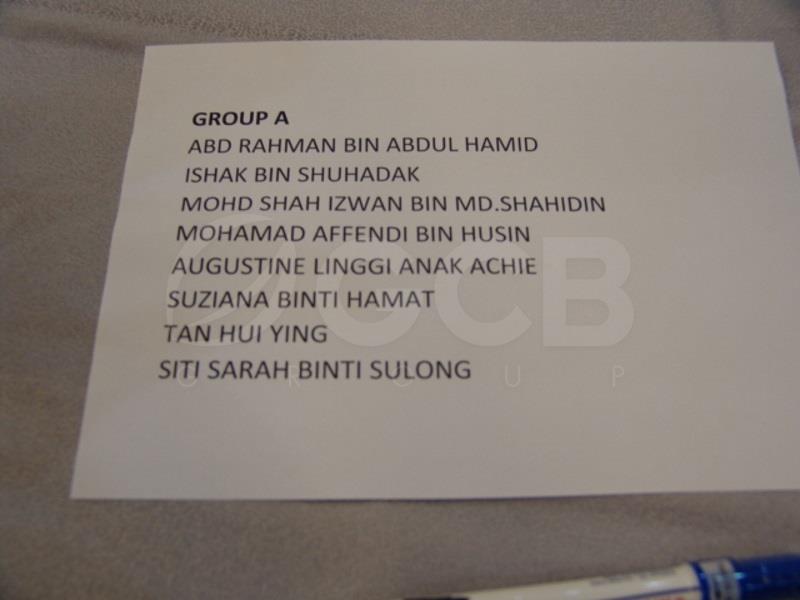 GROUP A
ABD RAHMAN BIN ABDUL HAMID
ISHAK BIN SHUHADAK
MOHD SHAH IZWAN BIN MD.SHAHIDIN
MOHAMAD AFFENDI BIN HUSIN
AUGUSTINE LINGGI ANAK ACHIE
SUZIANA BINTI HAMAT
TAN HUI YING
SITI SARAH BINTI SULONG
GCB
GROUP